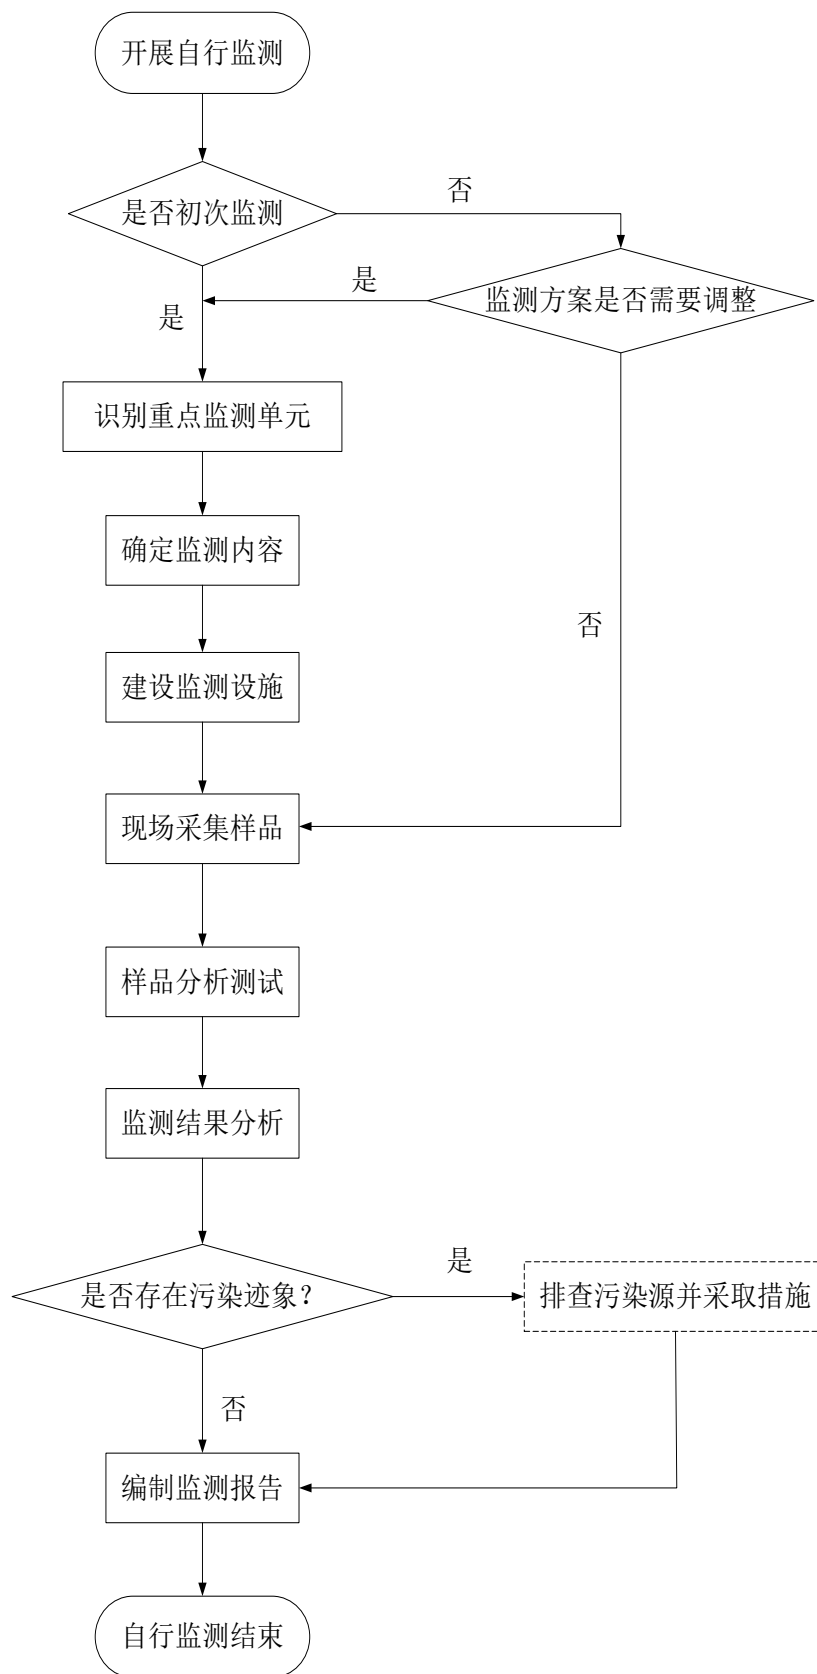 开展自行监测
是否初次监测
否
监测方案是否需要调整
是
是
识别重点监测单元
确定监测内容
建设监测设施
否
现场采集样品
样品分析测试
监测结果分析
是否存在污染迹象？
是
排查污染源并采取措施
否
编制监测报告
自行监测结束